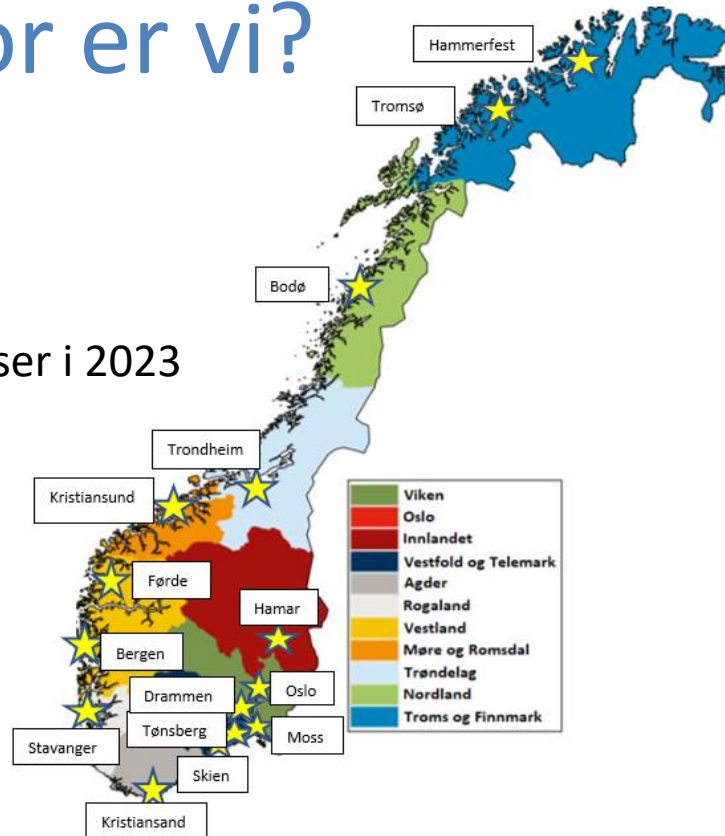 or er vi?
Hammerfest
Tromsø
Bodø
ser i 2023
Trondheim
Kristiansund
Førde
Hamar
Bergen
Drammen
Oslo
Tønsberg
Moss
Stavanger
Skien
Kristiansand
Viken
Oslo
Innlandet
Vestfold og Telemark
Agder
Rogaland
Vestland
Møre og Romsdal
Trøndelag
Nordland
Troms og Finnmark